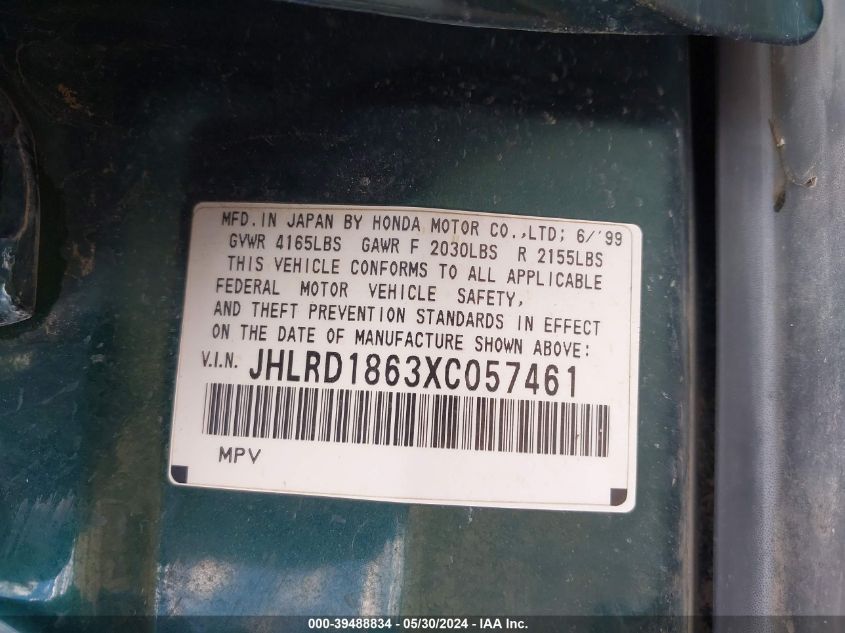 MFD. IN JAPAN BY HONDA MOTOR CO.,LTD; 6/'99
GVWR 4165LBS GAWR F 2030LBS R 2155LBS
THIS VEHICLE CONFORMS TO ALL APPLICABLE
FEDERAL MOTOR VEHICLE SAFETY,
AND THEFT PREVENTION STANDARDS IN EFFECT
ON THE DATE OF MANUFACTURE SHOWN ABOVE:
V.I.N. JHLRD1863XC057461
MPV
000-39488834 - 05/30/2024 - IAA Inc.